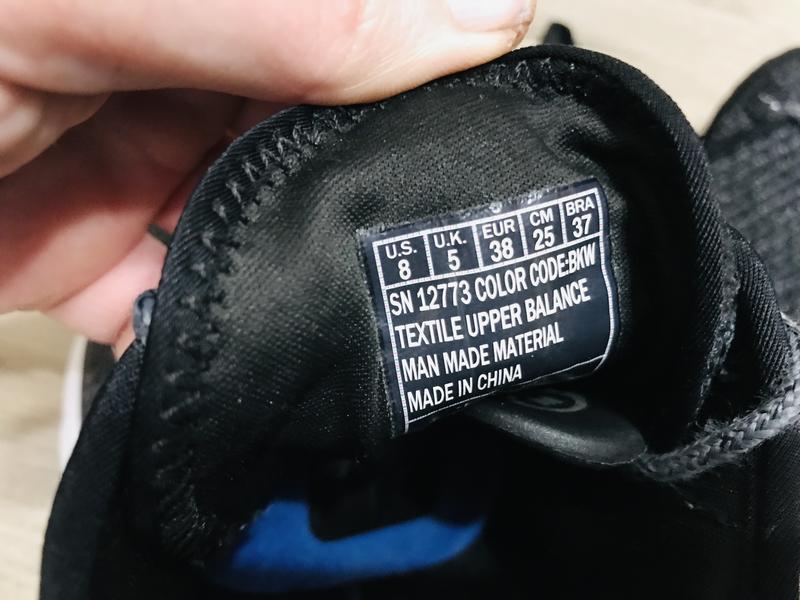 U.S. U.K. EUR CM BRA
8 5 38 25 37
SN 12773 COLOR CODE:BKW
TEXTILE UPPER BALANCE
MAN MADE MATERIAL
MADE IN CHINA